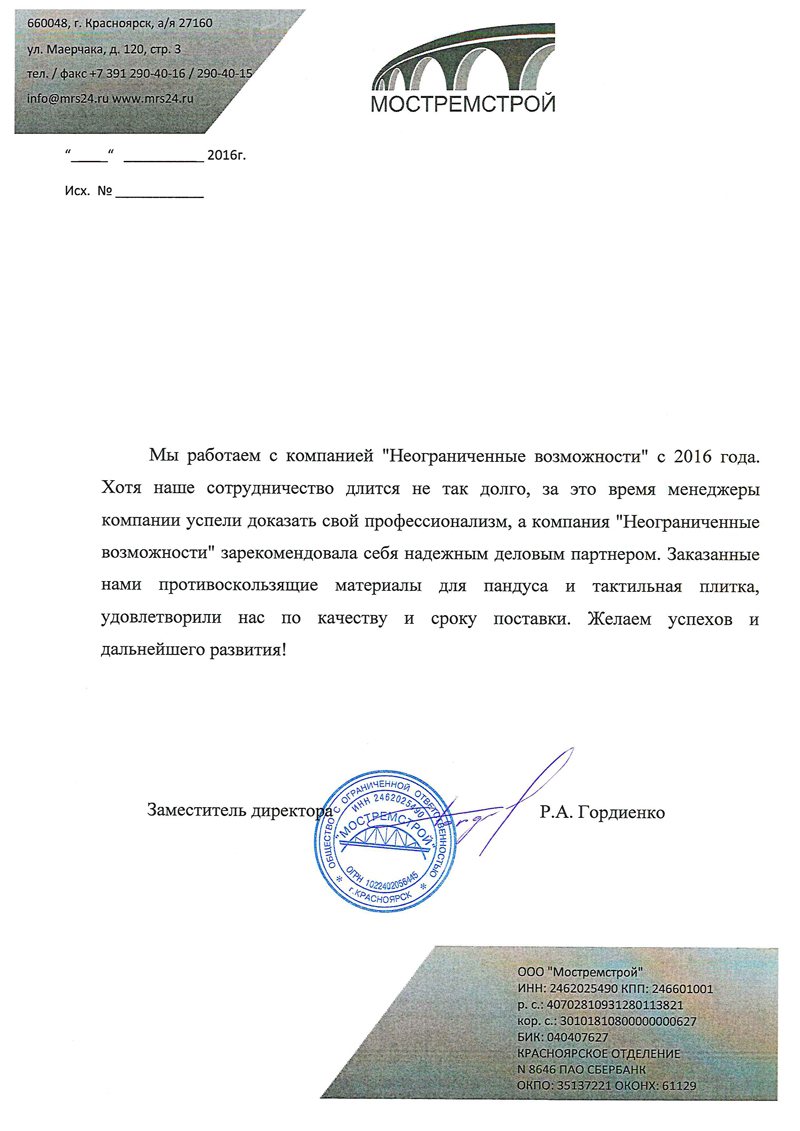 660048, г. Красноярск, а/я 27160
ул. Маерчака, д. 120, стр. 3
тел. / факс +7 391 290-40-16 / 290-40-15
info@mrs24.ru www.mrs24.ru
МОСТРЕМСТРОЙ
"_____" ___________ 2016г.
Исх. № ____________
Мы работаем с компанией "Неограниченные возможности" с 2016 года.
Хотя наше сотрудничество длится не так долго, за это время менеджеры
компании успели доказать свой профессионализм, а компания "Неограниченные
возможности" зарекомендовала себя надежным деловым партнером. Заказанные
нами противоскользящие материалы для пандуса и тактильная плитка,
удовлетворили нас по качеству и сроку поставки. Желаем успехов и
дальнейшего развития!
Заместитель директора
Р.А. Гордиенко
ОБЩЕСТВО С ОГРАНИЧЕННОЙ ОТВЕТСТВЕННОСТЬЮ
ИНН 2462025490
"МОСТРЕМСТРОЙ"
ОГРН 1022402056445
* г.КРАСНОЯРСК *
ООО "Мостремстрой"
ИНН: 2462025490 КПП: 246601001
р. с.: 40702810931280113821
кор. с.: 30101810800000000627
БИК: 040407627
КРАСНОЯРСКОЕ ОТДЕЛЕНИЕ
N 8646 ПАО СБЕРБАНК
ОКПО: 35137221 ОКОНХ: 61129